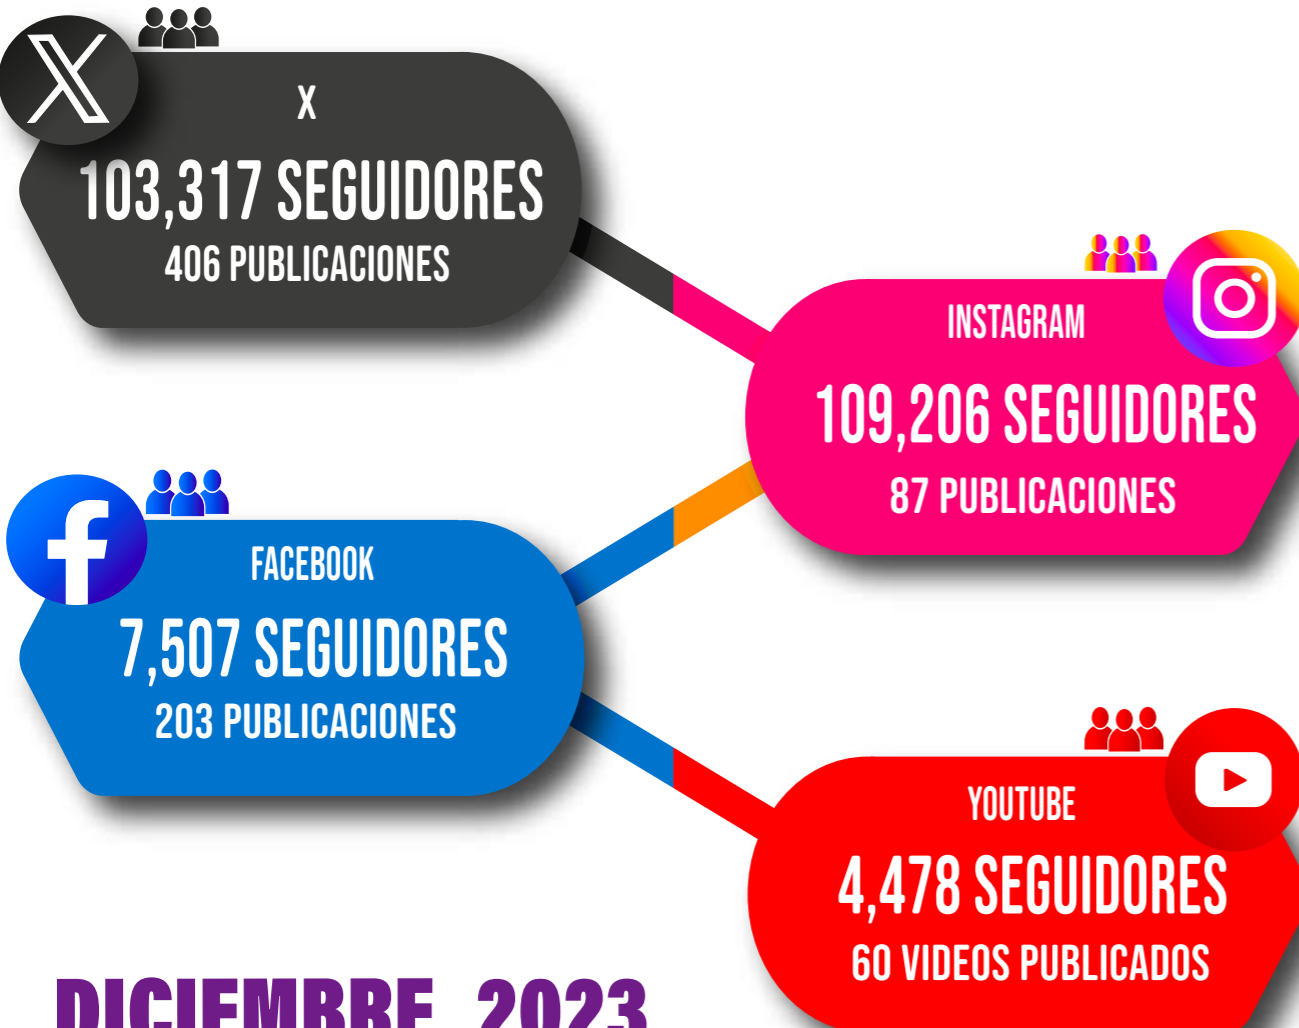 X
103,317 SEGUIDORES
406 PUBLICACIONES
INSTAGRAM
109,206 SEGUIDORES
87 PUBLICACIONES
FACEBOOK
7,507 SEGUIDORES
203 PUBLICACIONES
YOUTUBE
4,478 SEGUIDORES
60 VIDEOS PUBLICADOS
DICIEMBRE 2023